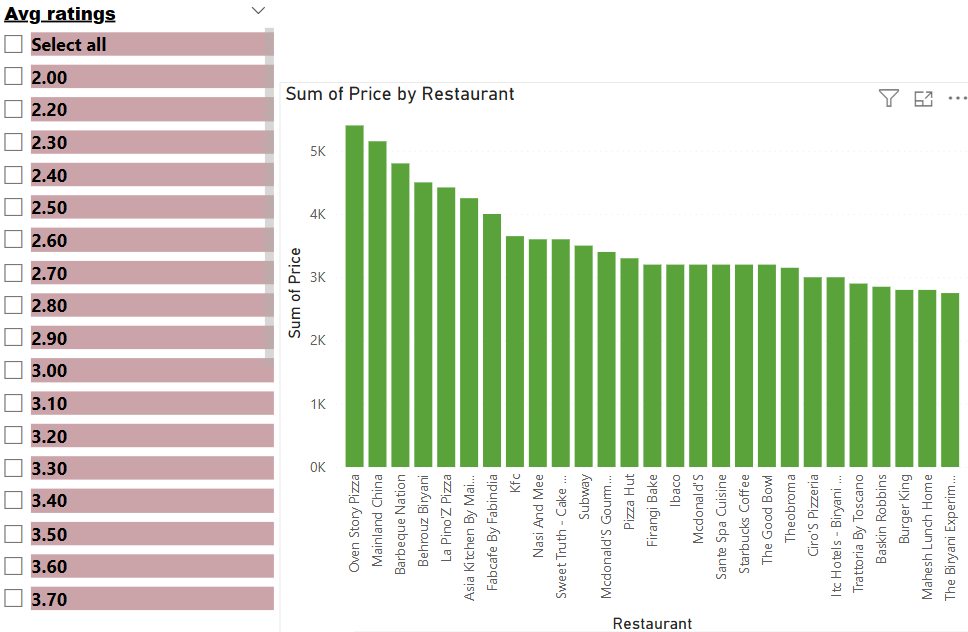 Avg ratings
Select all
2.00
2.20
2.30
2.40
2.50
2.60
2.70
2.80
2.90
3.00
3.10
3.20
3.30
3.40
3.50
3.60
3.70
Sum of Price by Restaurant
5K
4K
3K
2K
1K
0K
Sum of Price
Oven Story Pizza
Mainland China
Barbeque Nation
Behrouz Biryani
La Pino'Z Pizza
Asia Kitchen By Mai...
Fabcafe By Fabindia
Kfc
Nasi And Mee
Sweet Truth - Cake ...
Subway
Mcdonald'S Gourm...
Pizza Hut
Firangi Bake
Ibaco
Mcdonald'S
Sante Spa Cuisine
Starbucks Coffee
The Good Bowl
Theobroma
Ciro'S Pizzeria
Itc Hotels - Biryani ...
Trattoria By Toscano
Baskin Robbins
Burger King
Mahesh Lunch Home
The Biryani Experim...
Restaurant